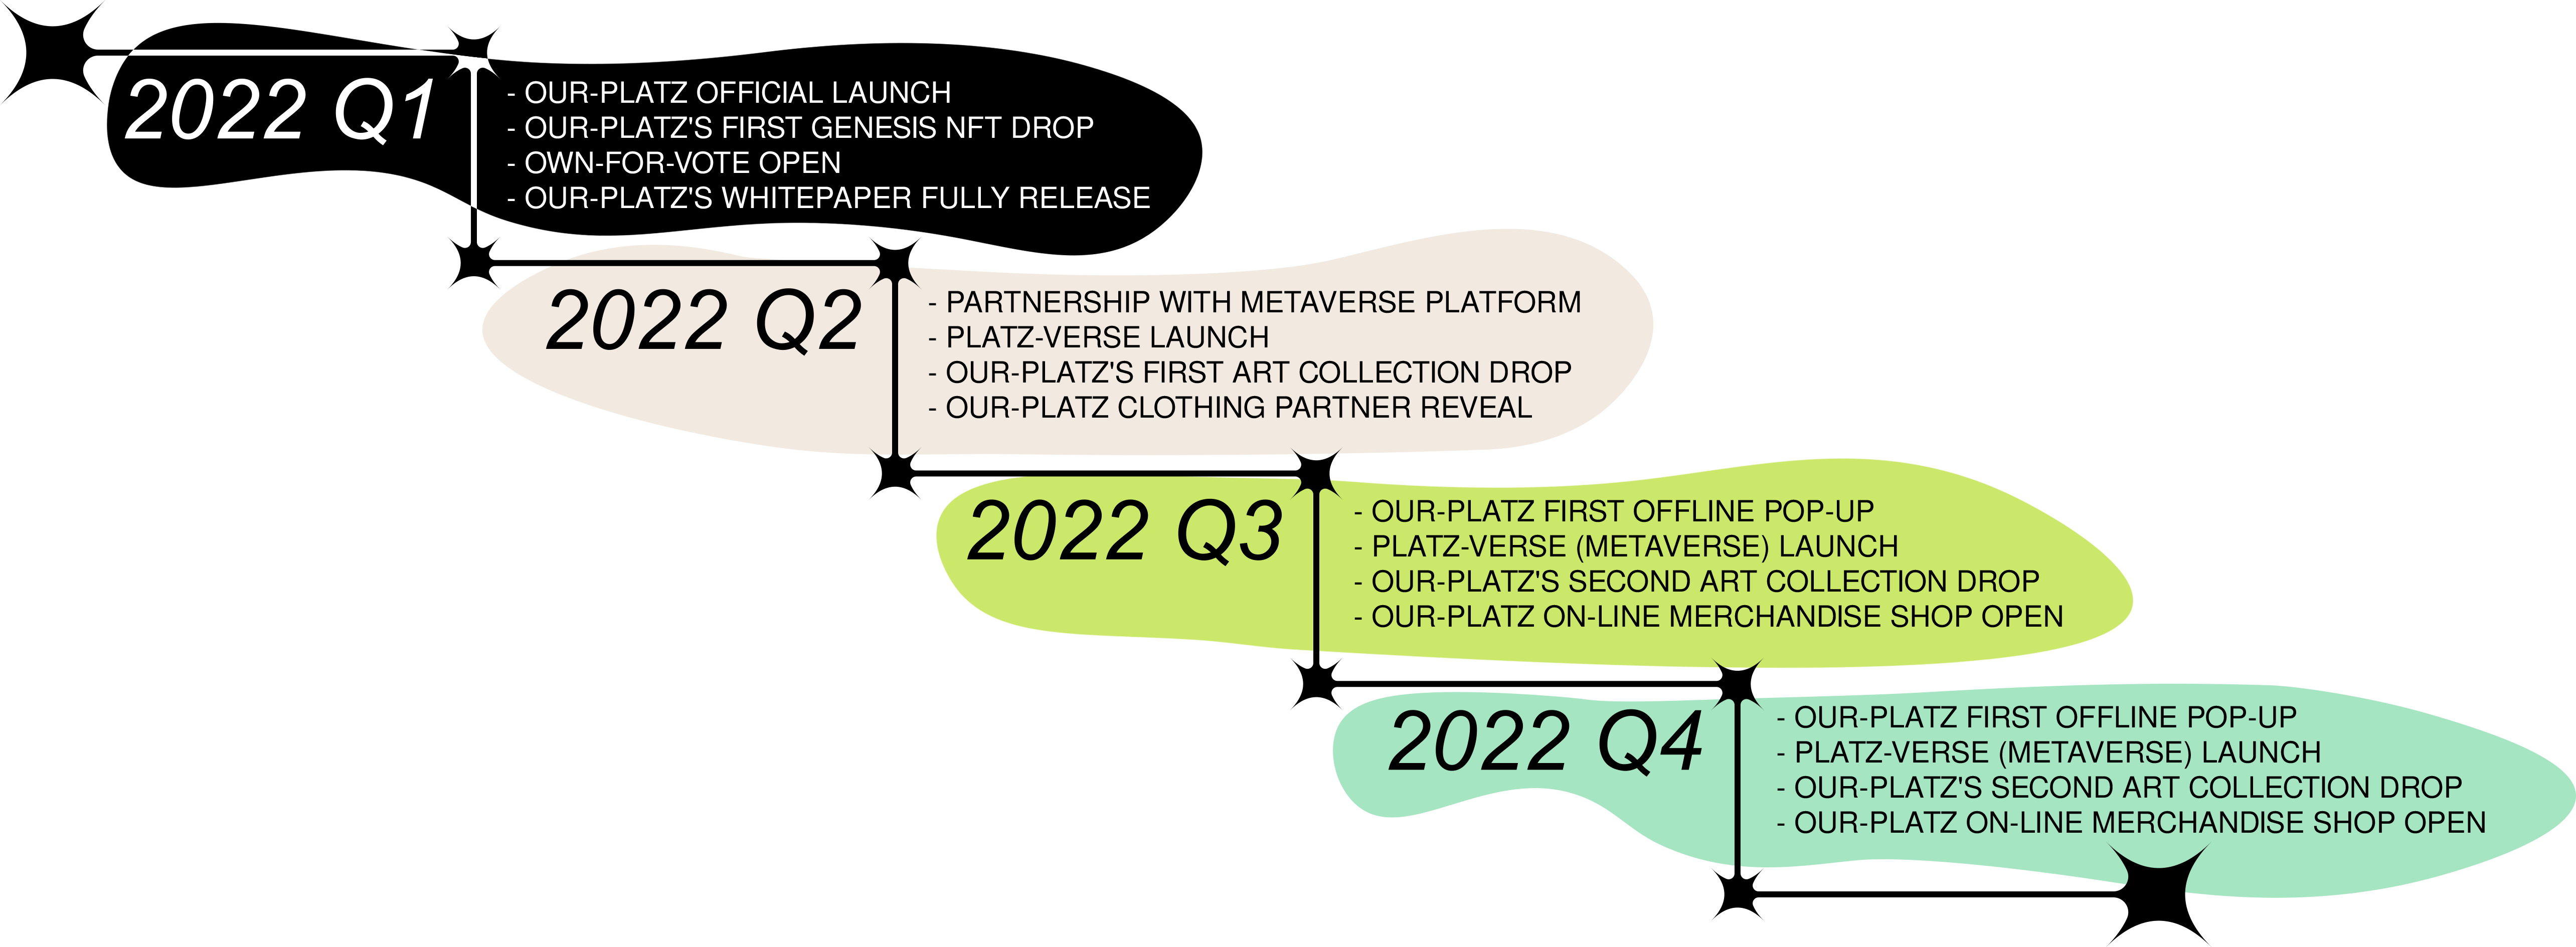 2022 Q1
- OUR-PLATZ OFFICIAL LAUNCH
- OUR-PLATZ'S FIRST GENESIS NFT DROP
- OWN-FOR-VOTE OPEN
- OUR-PLATZ'S WHITEPAPER FULLY RELEASE
2022 Q2
- PARTNERSHIP WITH METAVERSE PLATFORM
- PLATZ-VERSE LAUNCH
- OUR-PLATZ'S FIRST ART COLLECTION DROP
- OUR-PLATZ CLOTHING PARTNER REVEAL
2022 Q3
- OUR-PLATZ FIRST OFFLINE POP-UP
- PLATZ-VERSE (METAVERSE) LAUNCH
- OUR-PLATZ'S SECOND ART COLLECTION DROP
- OUR-PLATZ ON-LINE MERCHANDISE SHOP OPEN
2022 Q4
- OUR-PLATZ FIRST OFFLINE POP-UP
- PLATZ-VERSE (METAVERSE) LAUNCH
- OUR-PLATZ'S SECOND ART COLLECTION DROP
- OUR-PLATZ ON-LINE MERCHANDISE SHOP OPEN